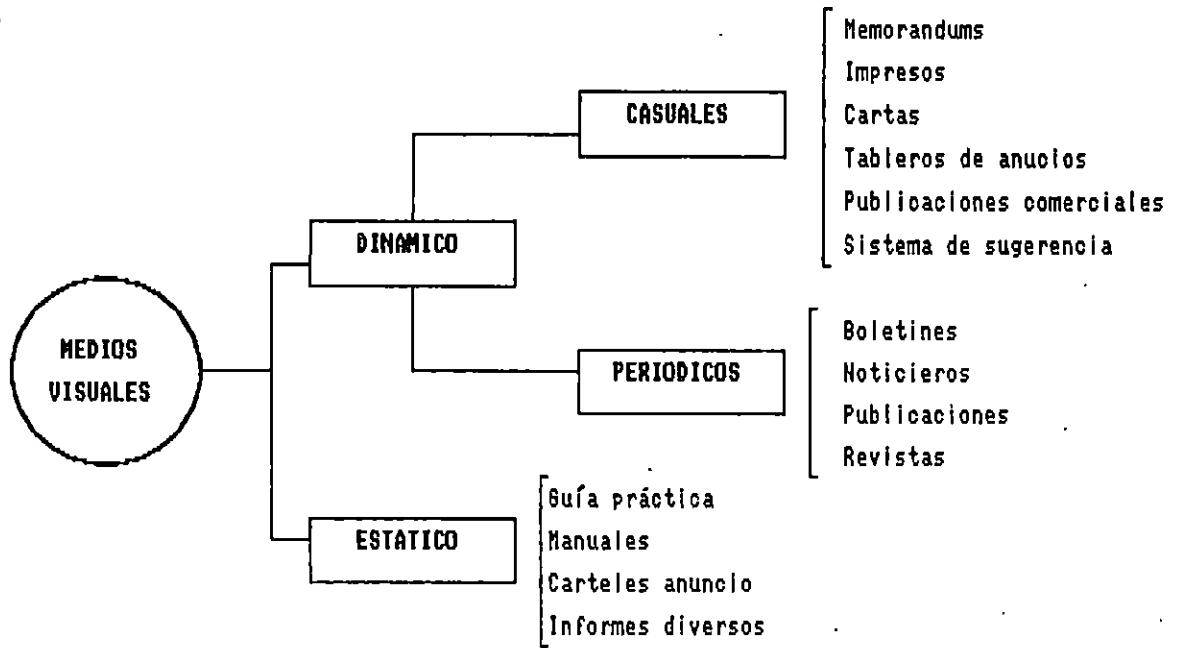 MEDIOS
VISUALES
DINAMICO
CASUALES
Memorandums
Impresos
Cartas
Tableros de anucios
Publicaciones comerciales
Sistema de sugerencia
PERIODICOS
Boletines
Noticieros
Publicaciones
Revistas
ESTATICO
Guía práctica
Manuales
Carteles anuncio
Informes diversos